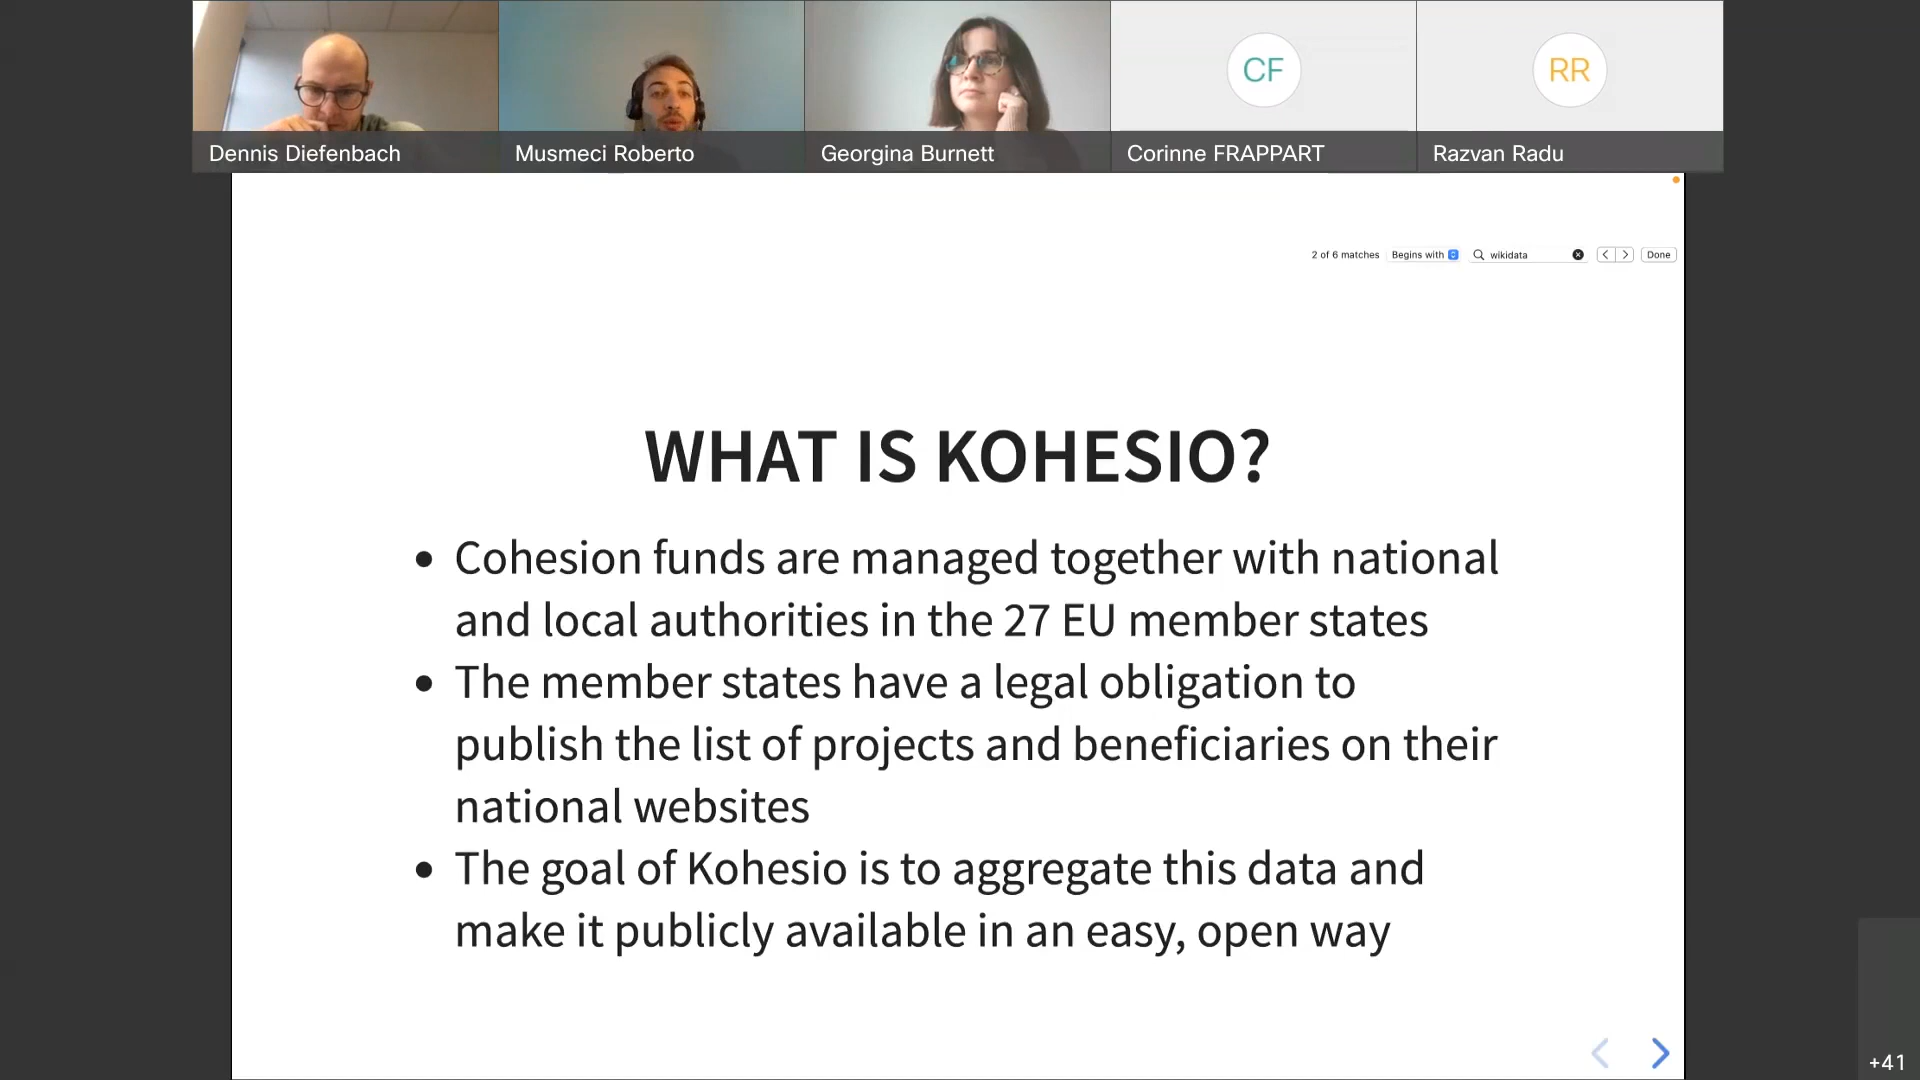 CF
RR
Dennis Diefenbach
Musmeci Roberto
Georgina Burnett
Corinne FRAPPART
Razvan Radu
2 of 6 matches
Begins with
wikidata
Done
WHAT IS KOHESIO?
• Cohesion funds are managed together with national
and local authorities in the 27 EU member states
• The member states have a legal obligation to
publish the list of projects and beneficiaries on their
national websites
• The goal of Kohesio is to aggregate this data and
make it publicly available in an easy, open way
+41